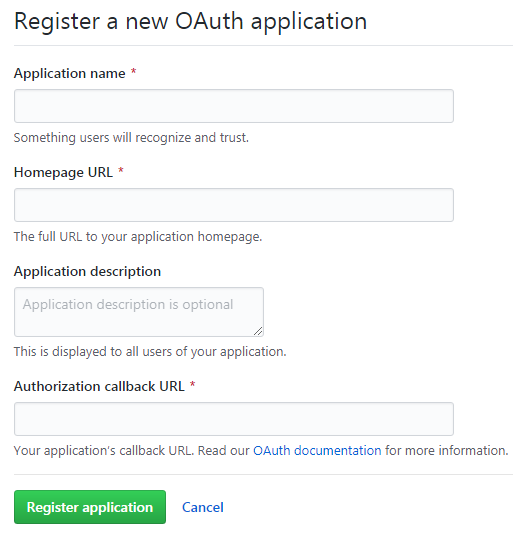 Register a new OAuth application
Application name *
Something users will recognize and trust.
Homepage URL *
The full URL to your application homepage.
Application description
Application description is optional
This is displayed to all users of your application.
Authorization callback URL *
Your application's callback URL. Read our OAuth documentation for more information.
Register application Cancel